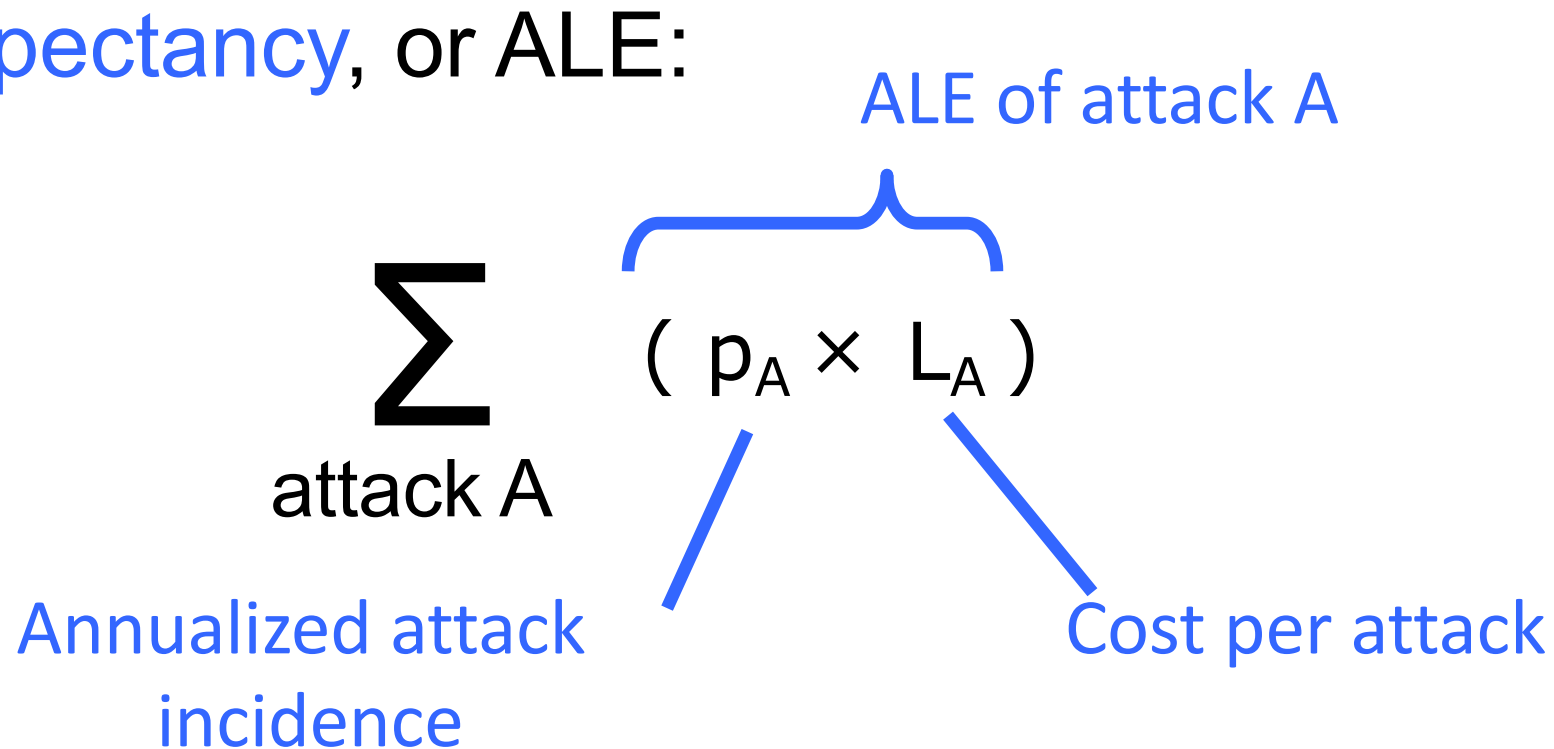 pectancy, or ALE:
ALE of attack A
Σ ( pA × LA )
attack A
Annualized attack
incidence
Cost per attack